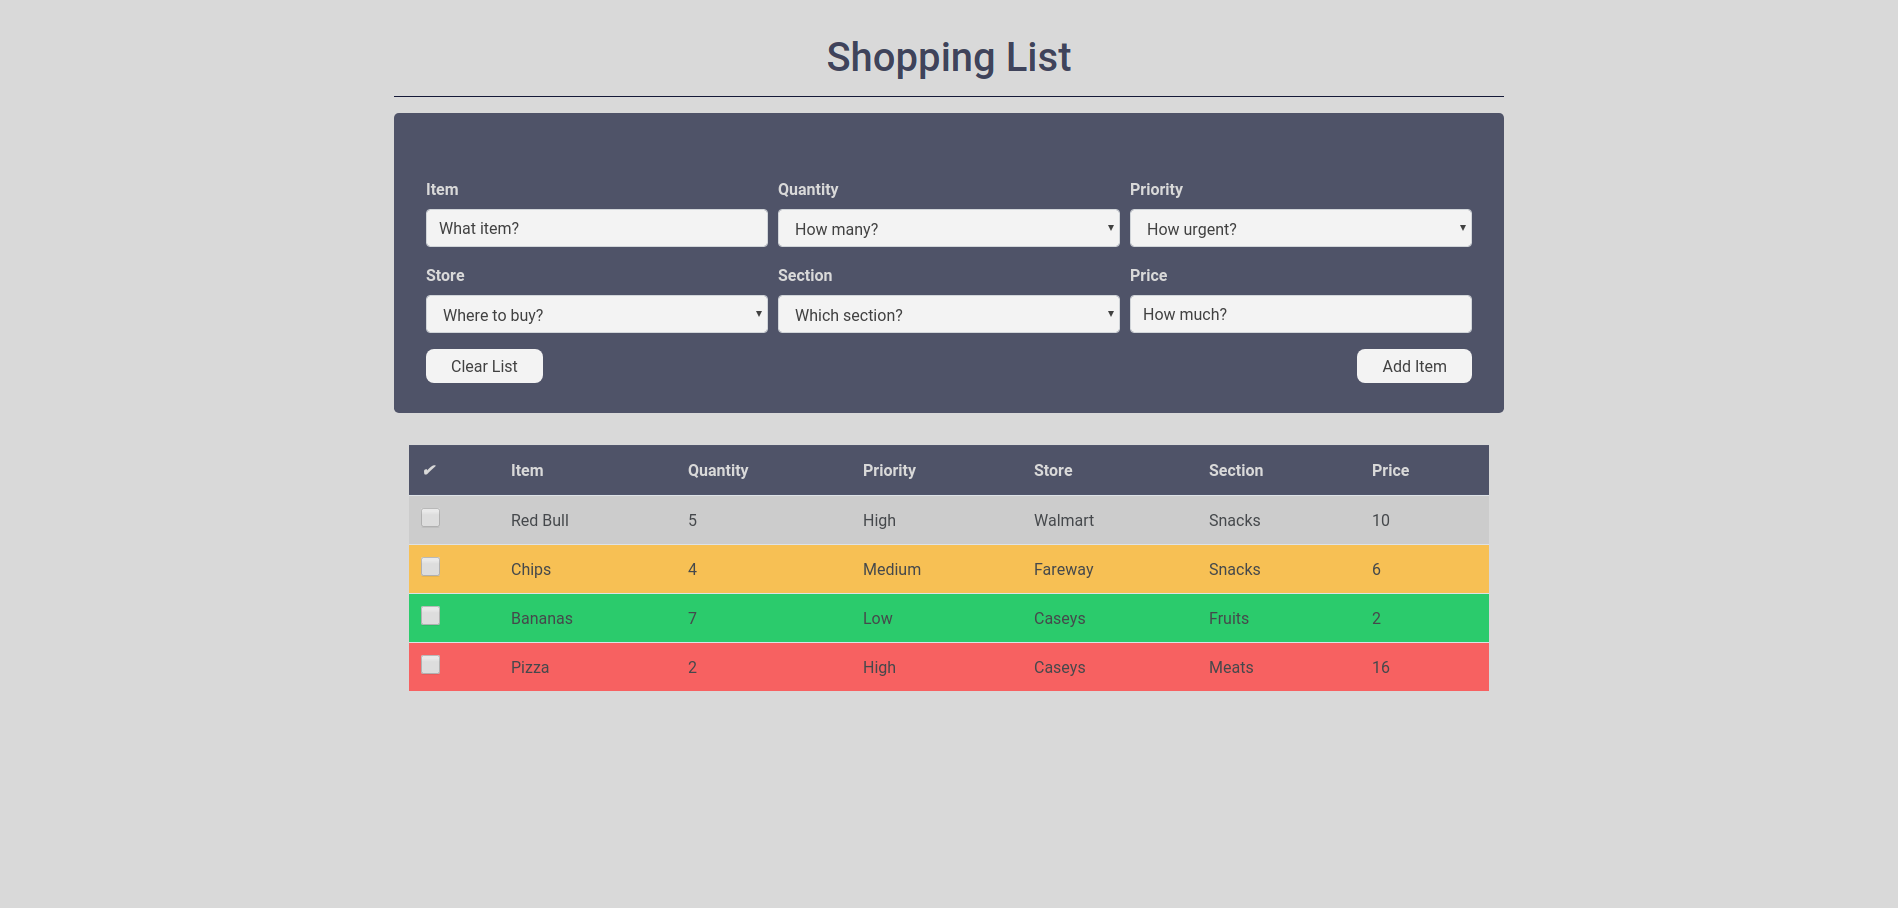 Shopping List
Item Quantity Priority
What item? How many? How urgent?
Store Section Price
Where to buy? Which section? How much?
Clear List Add Item
✔ Item Quantity Priority Store Section Price
Red Bull 5 High Walmart Snacks 10
Chips 4 Medium Fareway Snacks 6
Bananas 7 Low Caseys Fruits 2
Pizza 2 High Caseys Meats 16